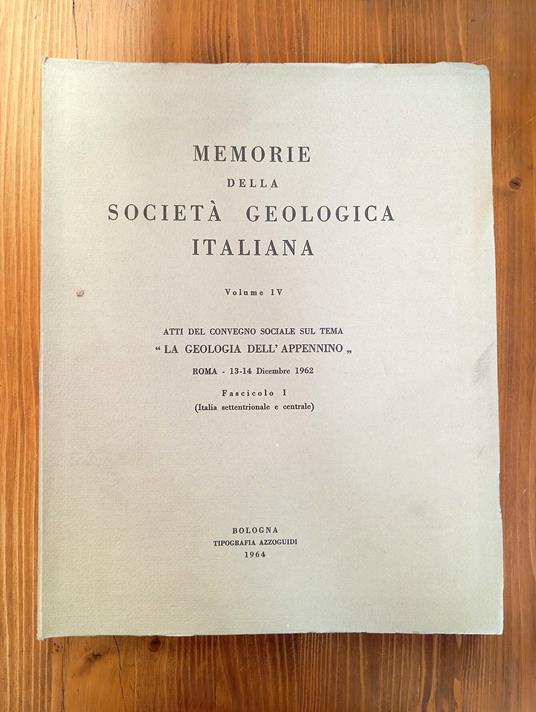 MEMORIE
DELLA
SOCIETÀ GEOLOGICA
ITALIANA
Volume IV
ATTI DEL CONVEGNO SOCIALE SUL TEMA
“ LA GEOLOGIA DELL’ APPENNINO „
ROMA - 13-14 Dicembre 1962
Fascicolo I
(Italia settentrionale e centrale)
BOLOGNA
TIPOGRAFIA AZZOGUIDI
1964